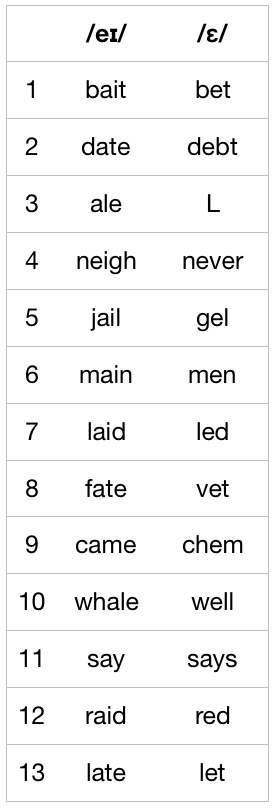 /eɪ/ /ɛ/
1 bait bet
2 date debt
3 ale L
4 neigh never
5 jail gel
6 main men
7 laid led
8 fate vet
9 came chem
10 whale well
11 say says
12 raid red
13 late let